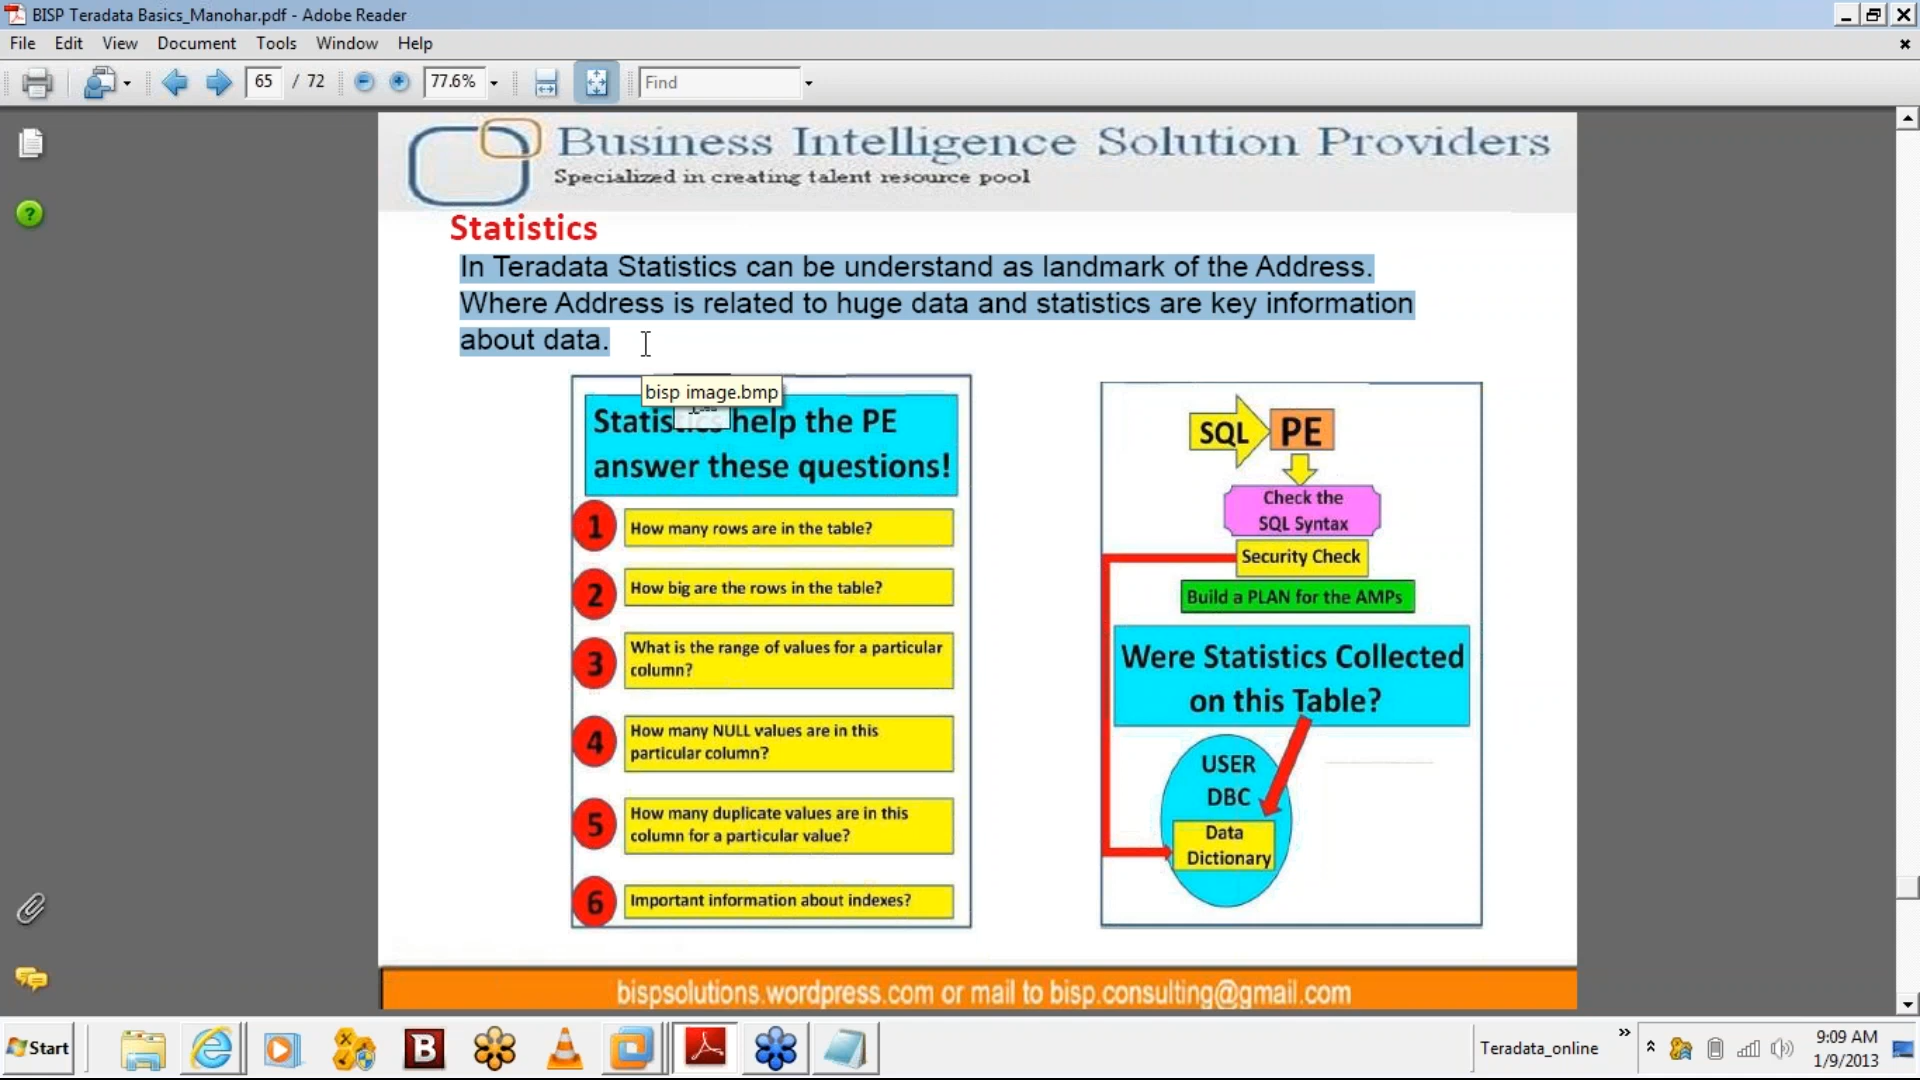 BISP Teradata Basics_Manohar.pdf - Adobe Reader
File Edit View Document Tools Window Help
65 / 72 77.6% Find
Business Intelligence Solution Providers
Specialized in creating talent resource pool
Statistics
In Teradata Statistics can be understand as landmark of the Address.
Where Address is related to huge data and statistics are key information
about data.
bisp image.bmp
Statistics help the PE
answer these questions!
1 How many rows are in the table?
2 How big are the rows in the table?
3 What is the range of values for a particular
column?
4 How many NULL values are in this
particular column?
5 How many duplicate values are in this
column for a particular value?
6 Important information about indexes?
SQL PE
Check the
SQL Syntax
Security Check
Build a PLAN for the AMPs
Were Statistics Collected
on this Table?
USER
DBC
Data
Dictionary
bispsolutions.wordpress.com or mail to bisp.consulting@gmail.com
Start
B
Teradata_online
9:09 AM
1/9/2013